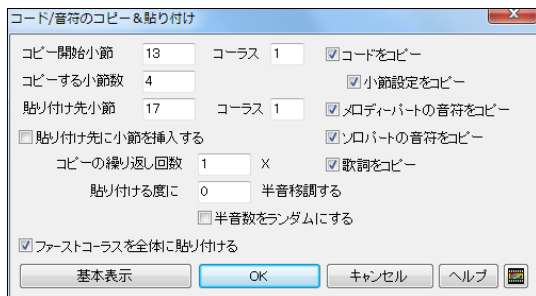 コード/音符のコピー＆貼り付け
コピー開始小節 13 コーラス 1 コードをコピー
コピーする小節数 4 小節設定をコピー
貼り付け先小節 17 コーラス 1 メロディーパートの音符をコピー
貼り付け先に小節を挿入する ソロパートの音符をコピー
コピーの繰り返し回数 1 X 歌詞をコピー
貼り付ける度に 0 半音移調する
半音数をランダムにする
ファーストコーラスを全体に貼り付ける
基本表示 OK キャンセル ヘルプ